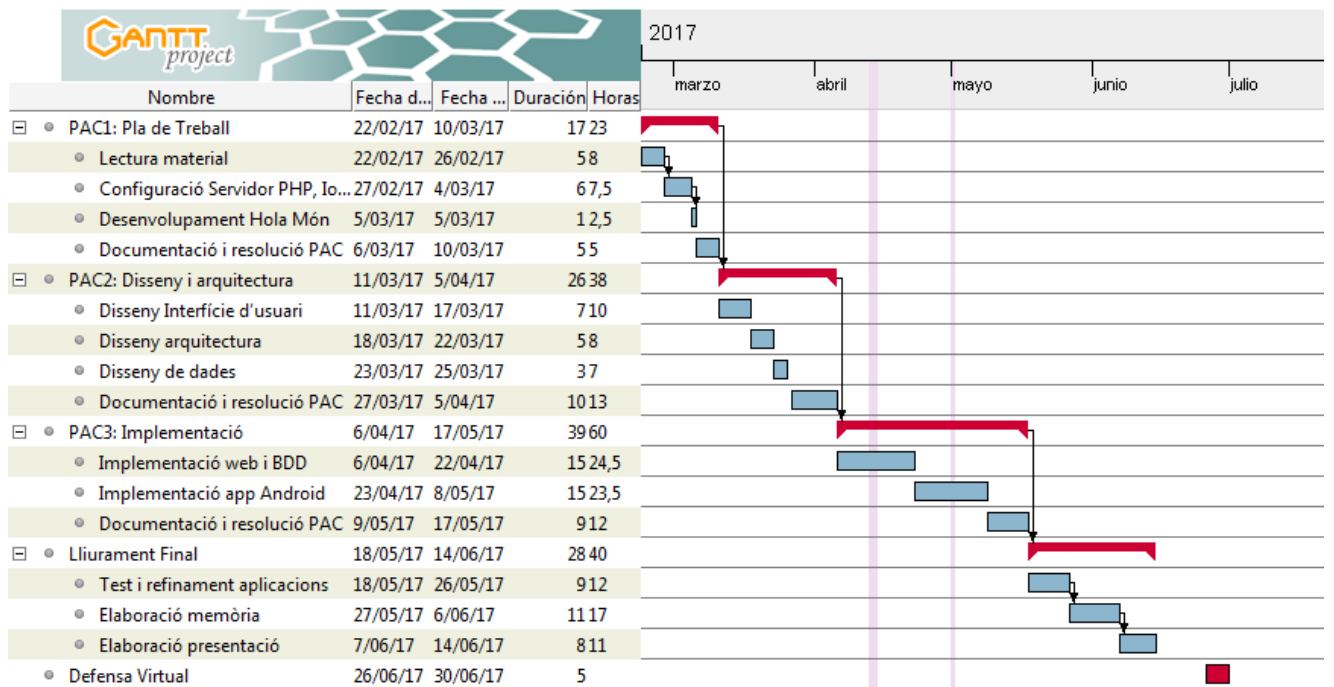 GANTT project
2017
marzo abril mayo junio julio
Nombre Fecha d... Fecha ... Duración Horas
PAC1: Pla de Treball 22/02/17 10/03/17 17 23
Lectura material 22/02/17 26/02/17 5 8
Configuració Servidor PHP, Io... 27/02/17 4/03/17 6 7,5
Desenvolupament Hola Món 5/03/17 5/03/17 1 2,5
Documentació i resolució PAC 6/03/17 10/03/17 5 5
PAC2: Disseny i arquitectura 11/03/17 5/04/17 26 38
Disseny Interfície d'usuari 11/03/17 17/03/17 7 10
Disseny arquitectura 18/03/17 22/03/17 5 8
Disseny de dades 23/03/17 25/03/17 3 7
Documentació i resolució PAC 27/03/17 5/04/17 10 13
PAC3: Implementació 6/04/17 17/05/17 39 60
Implementació web i BDD 6/04/17 22/04/17 15 24,5
Implementació app Android 23/04/17 8/05/17 15 23,5
Documentació i resolució PAC 9/05/17 17/05/17 9 12
Lliurament Final 18/05/17 14/06/17 28 40
Test i refinament aplicacions 18/05/17 26/05/17 9 12
Elaboració memòria 27/05/17 6/06/17 11 17
Elaboració presentació 7/06/17 14/06/17 8 11
Defensa Virtual 26/06/17 30/06/17 5